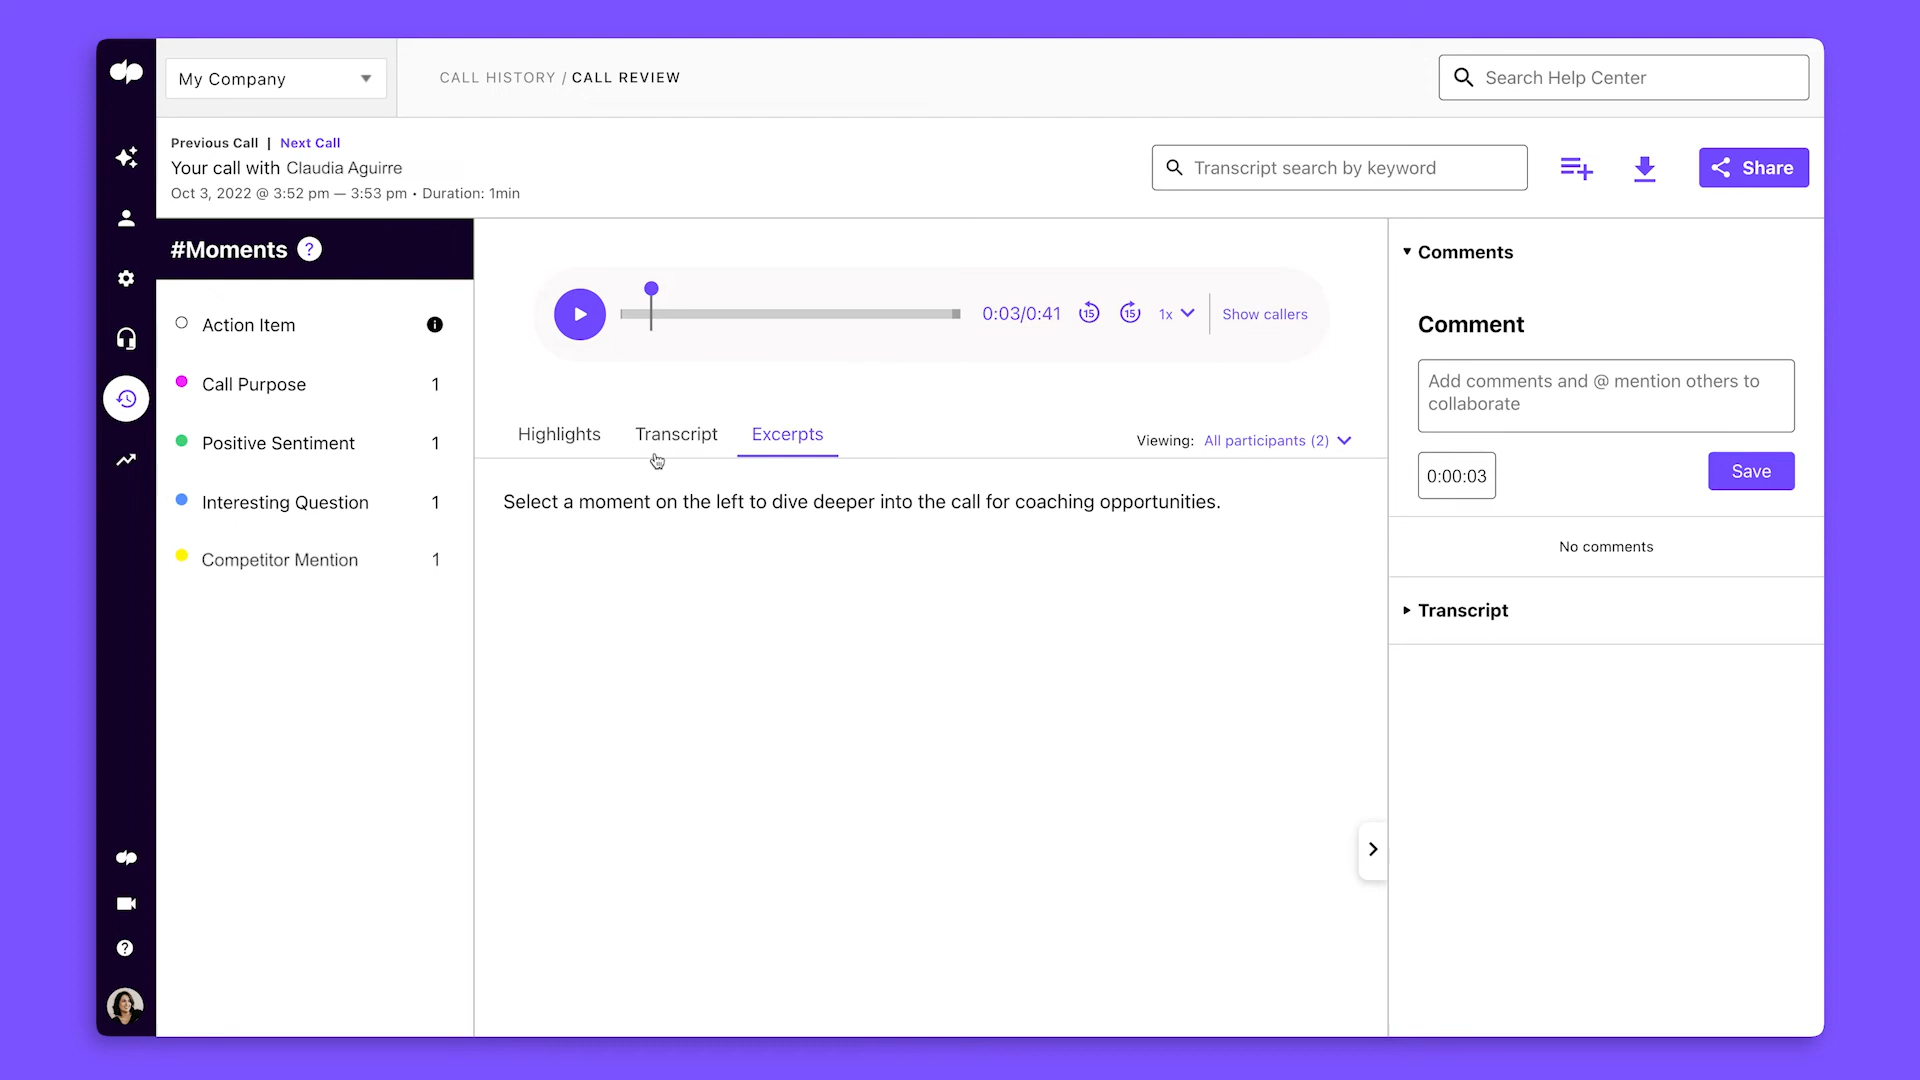 My Company
CALL HISTORY / CALL REVIEW
Search Help Center
Previous Call | Next Call
Your call with Claudia Aguirre
Oct 3, 2022 @ 3:52 pm — 3:53 pm • Duration: 1min
Transcript search by keyword
Share
#Moments ?
Action Item
Call Purpose 1
Positive Sentiment 1
Interesting Question 1
Competitor Mention 1
0:03/0:41
15
15
1x
Show callers
Highlights
Transcript
Excerpts
Viewing: All participants (2)
Select a moment on the left to dive deeper into the call for coaching opportunities.
Comments
Comment
Add comments and @ mention others to
collaborate
0:00:03
Save
No comments
Transcript